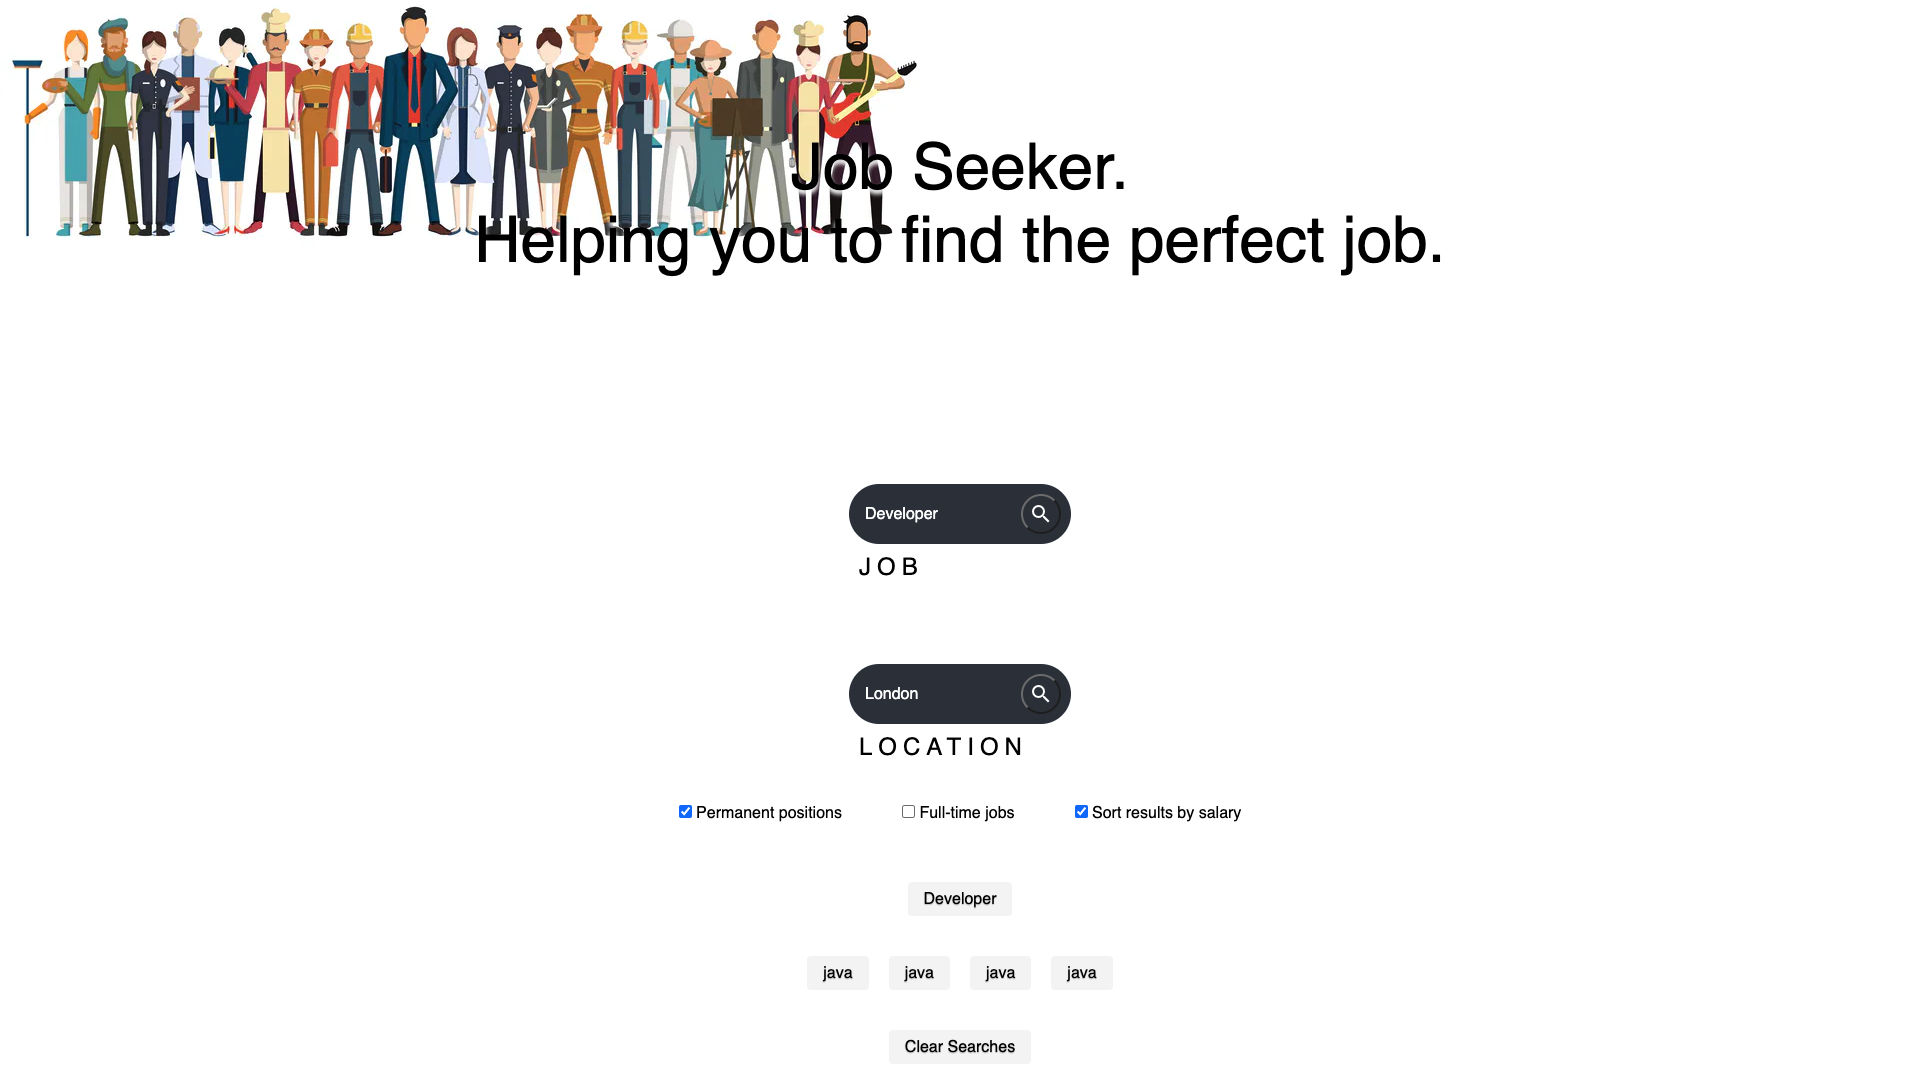 Job Seeker.
Helping you to find the perfect job.
Developer
JOB
London
LOCATION
Permanent positions Full-time jobs Sort results by salary
Developer
java java java java
Clear Searches